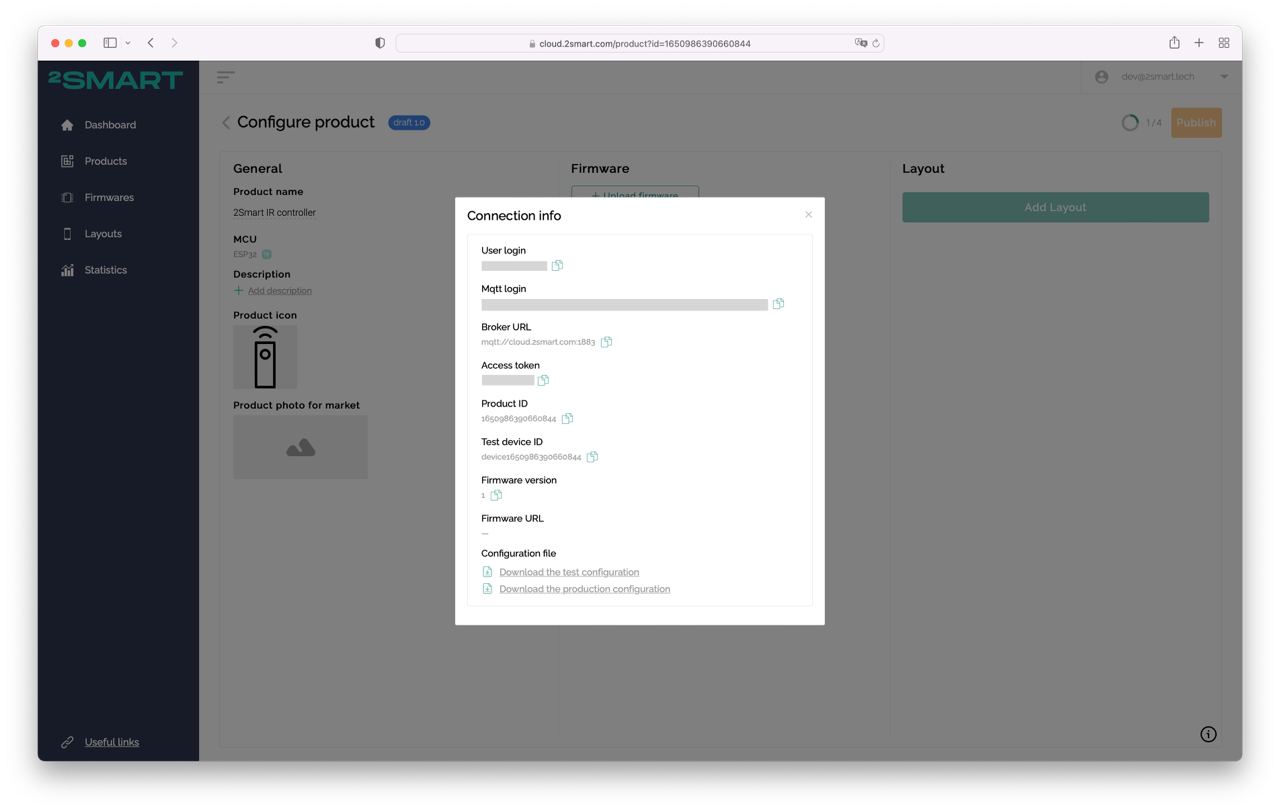 cloud.2smart.com/product?id=1650986390660844
2SMART
dev@2smart.tech
Dashboard
Products
Firmwares
Layouts
Statistics
Useful links
Configure product
draft 1.0
1/4
Publish
General
Product name
2Smart IR controller
MCU
ESP32
Description
+ Add description
Product icon
Product photo for market
Firmware
+ Upload firmware
Layout
Add Layout
Connection info
User login
Mqtt login
Broker URL
mqtt://cloud.2smart.com:1883
Access token
Product ID
1650986390660844
Test device ID
device1650986390660844
Firmware version
1
Firmware URL
—
Configuration file
Download the test configuration
Download the production configuration